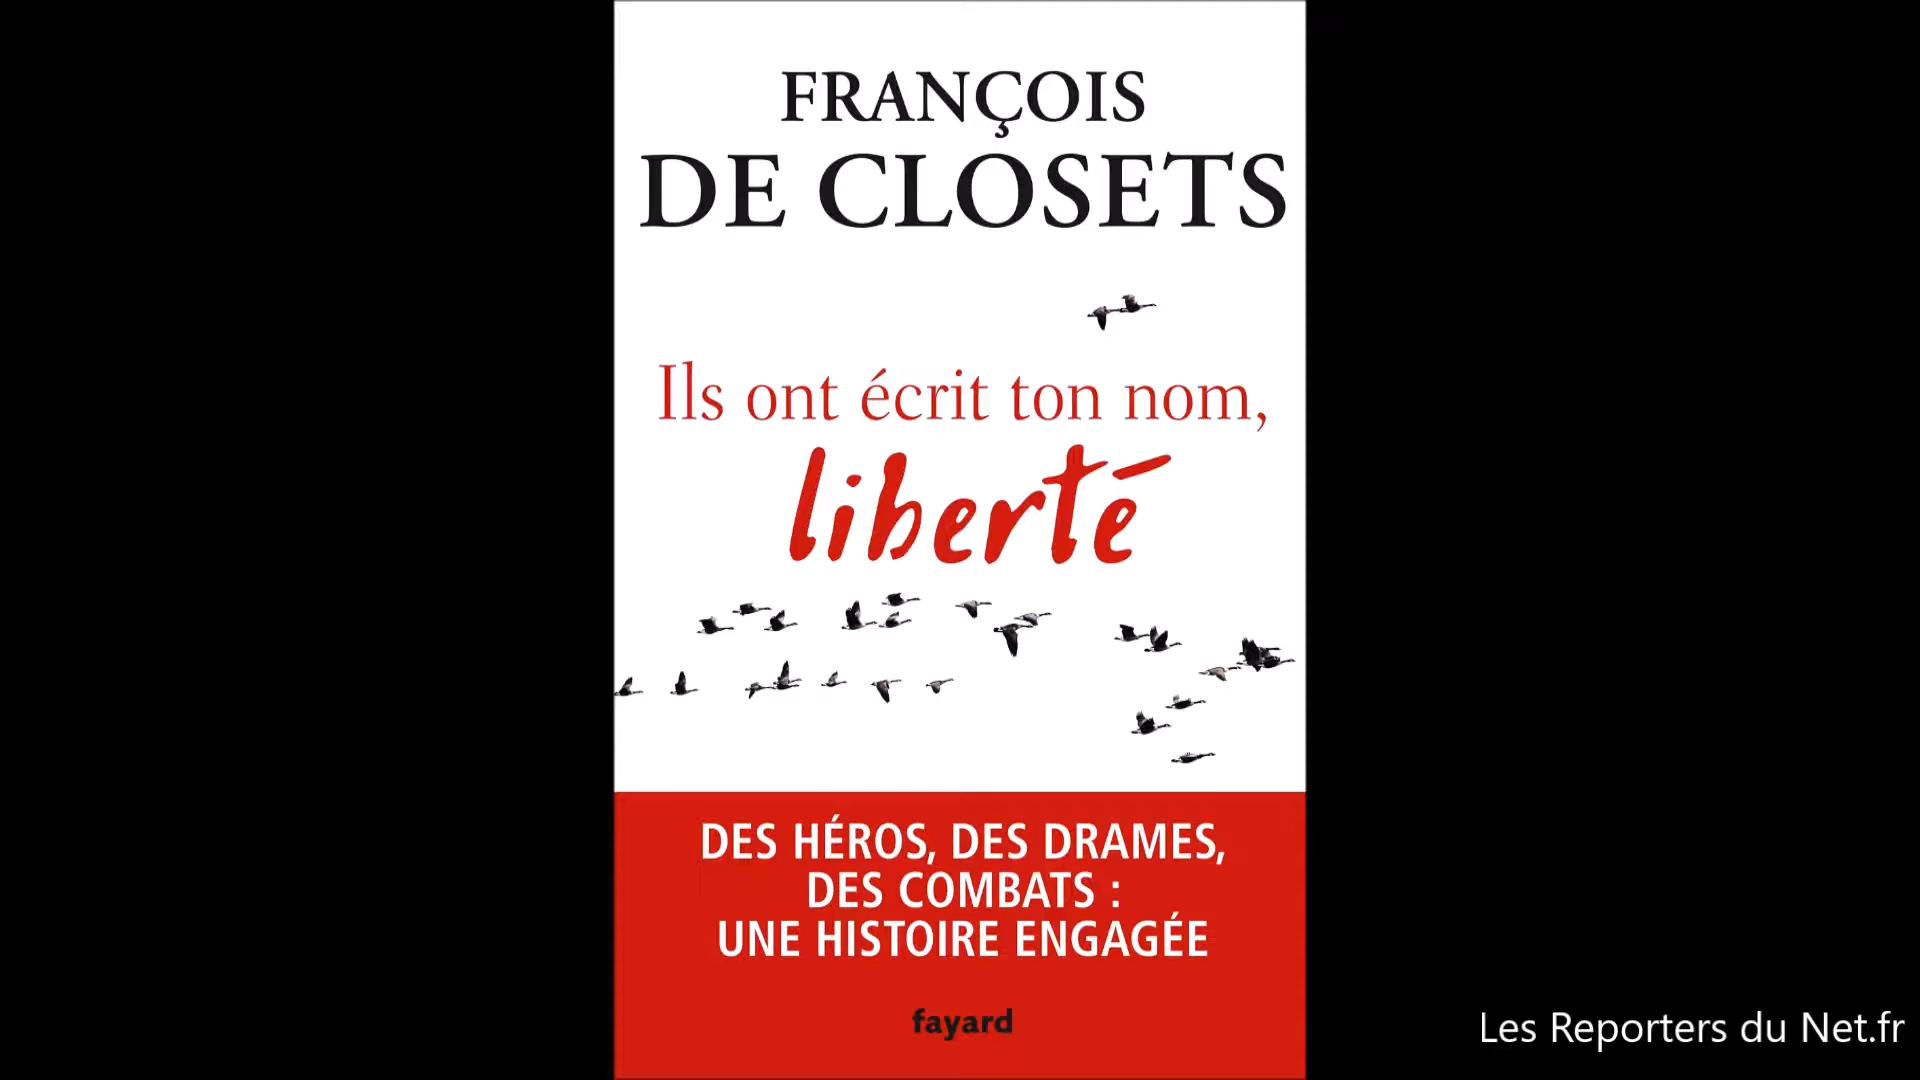 FRANÇOIS
DE CLOSETS
Ils ont écrit ton nom,
liberté
DES HÉROS, DES DRAMES,
DES COMBATS :
UNE HISTOIRE ENGAGÉE
fayard
Les Reporters du Net.fr